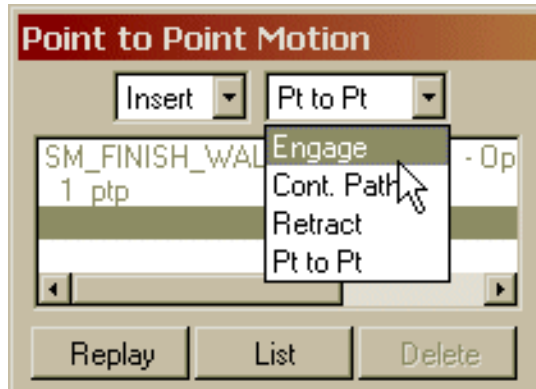 Point to Point Motion
Insert Pt to Pt
Engage
SM_FINISH_WAL - Op
Cont. Path
1 ptp
Retract
Pt to Pt
Replay List Delete